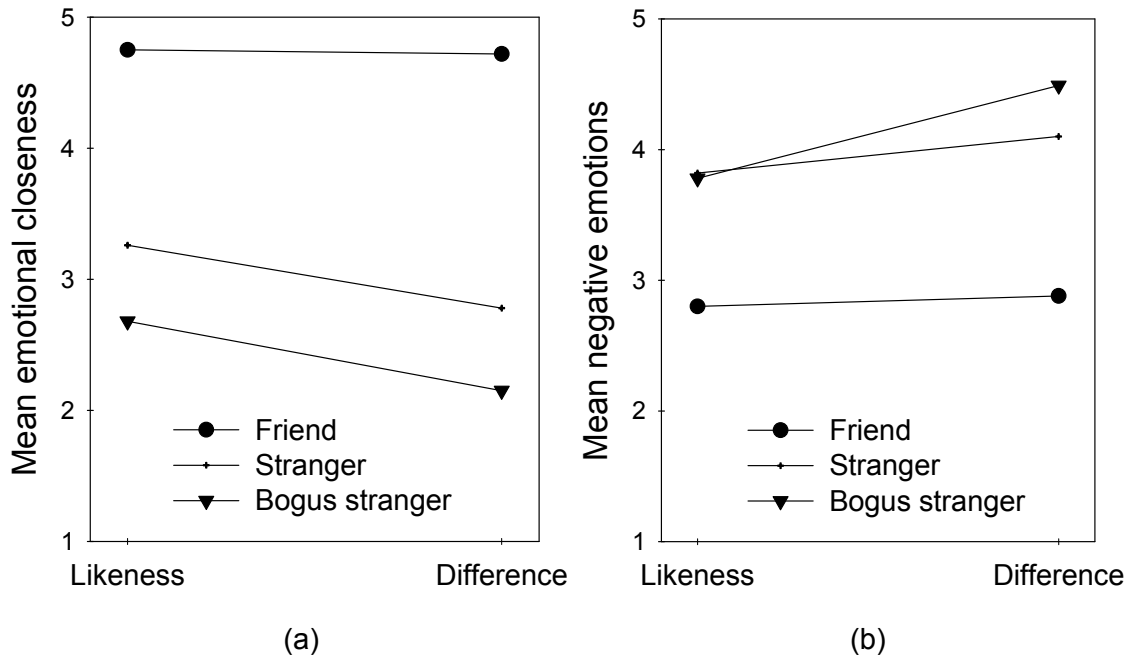 Mean emotional closeness
5
4
3
2
1
Friend
Stranger
Bogus stranger
Likeness
Difference
(a)
Mean negative emotions
5
4
3
2
1
Friend
Stranger
Bogus stranger
Likeness
Difference
(b)